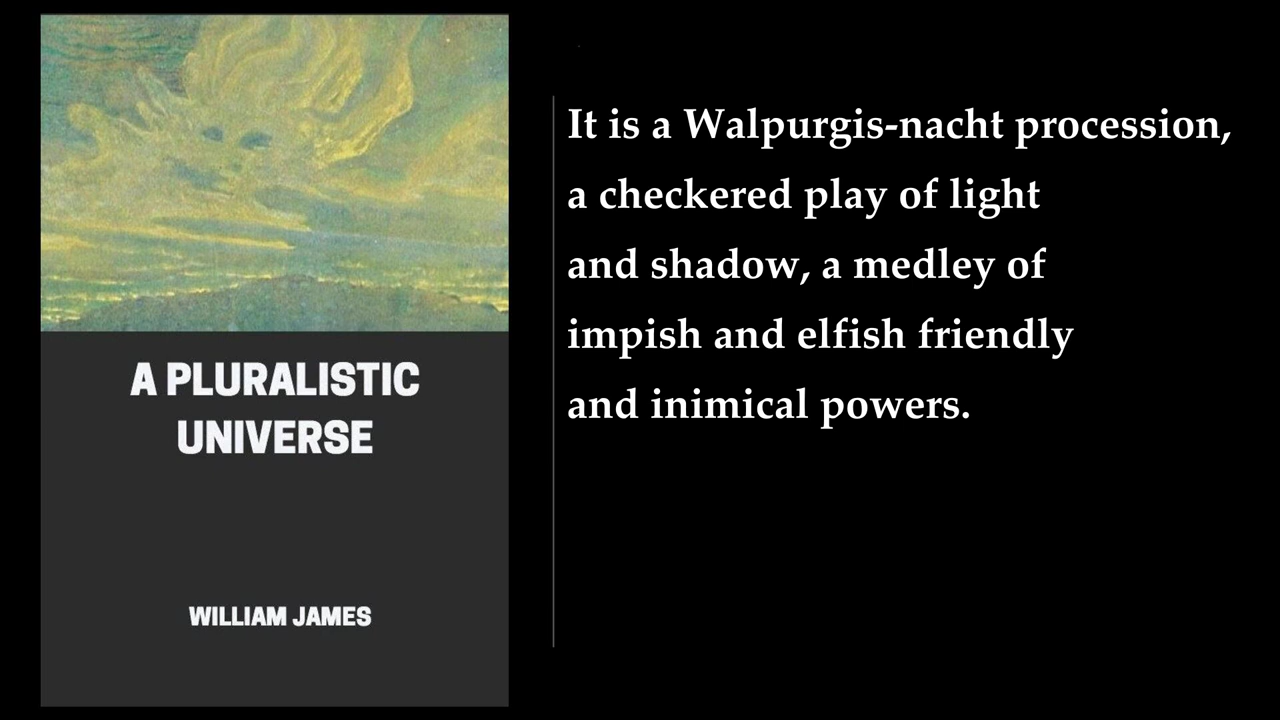 A PLURALISTIC
UNIVERSE
WILLIAM JAMES
It is a Walpurgis-nacht procession,
a checkered play of light
and shadow, a medley of
impish and elfish friendly
and inimical powers.